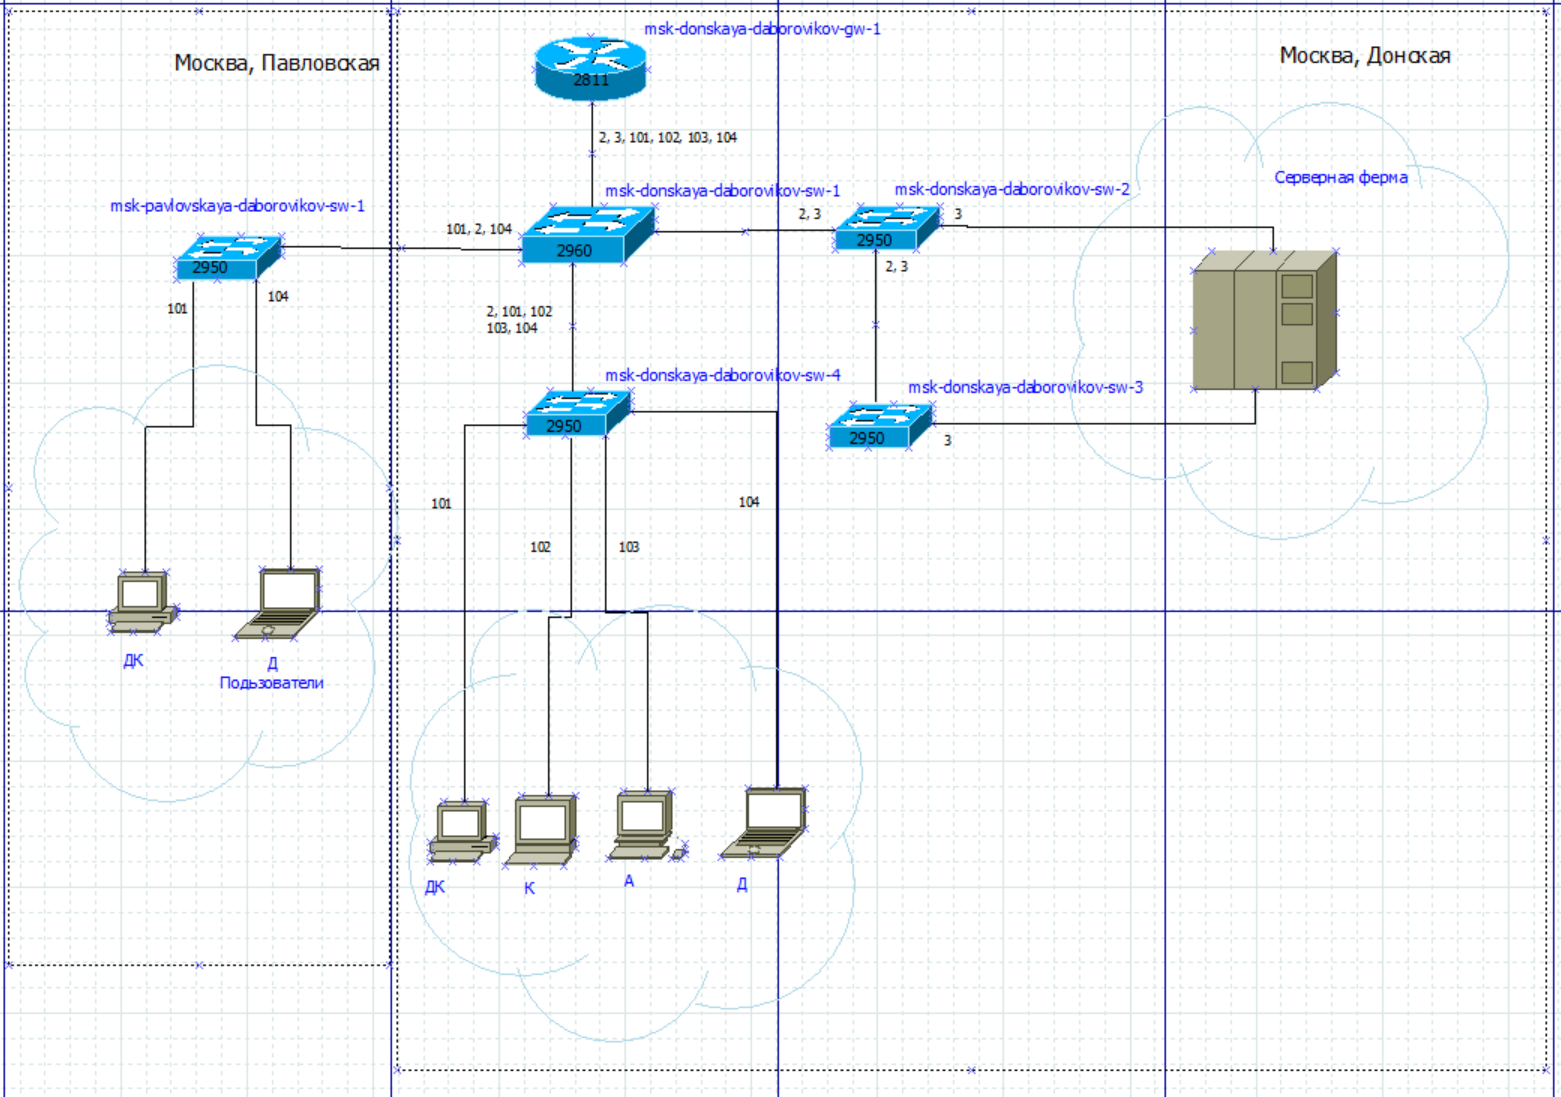 msk-donskaya-daborovikov-gw-1
Москва, Павловская
Москва, Донская
2811
2, 3, 101, 102, 103, 104
Серверная ферма
msk-pavlovskaya-daborovikov-sw-1
msk-donskaya-daborovikov-sw-1
msk-donskaya-daborovikov-sw-2
101, 2, 104
2, 3
3
2950
2960
2950
2, 3
101
104
2, 101, 102
103, 104
msk-donskaya-daborovikov-sw-4
msk-donskaya-daborovikov-sw-3
2950
2950
3
101
102
103
104
ДК
Д
Пользователи
ДК
К
А
Д